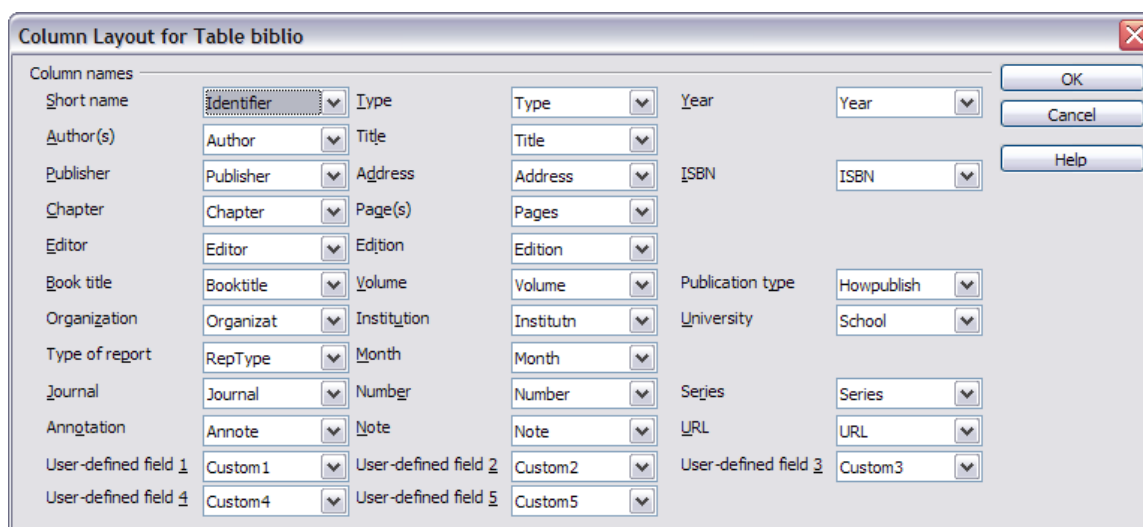 Column Layout for Table biblio
Column names
OK
Short name Identifier Type Type Year Year
Cancel
Author(s) Author Title Title
Help
Publisher Publisher Address Address ISBN ISBN
Chapter Chapter Page(s) Pages
Editor Editor Edition Edition
Book title Booktitle Volume Volume Publication type Howpublish
Organization Organizat Institution Institutn University School
Type of report RepType Month Month
Journal Journal Number Number Series Series
Annotation Annote Note Note URL URL
User-defined field 1 Custom1 User-defined field 2 Custom2 User-defined field 3 Custom3
User-defined field 4 Custom4 User-defined field 5 Custom5